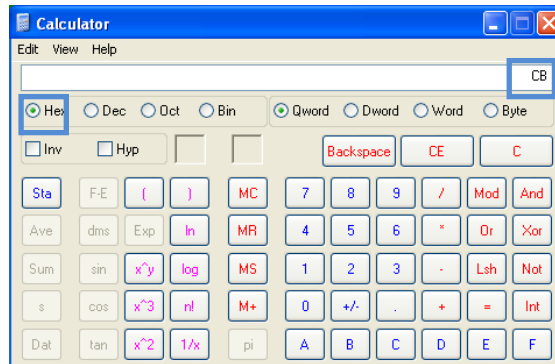 Calculator
Edit View Help
CB
Hex Dec Oct Bin Qword Dword Word Byte
Inv Hyp Backspace CE C
Sta F-E ( ) MC 7 8 9 / Mod And
Ave dms Exp ln MR 4 5 6 * Or Xor
Sum sin x^y log MS 1 2 3 - Lsh Not
s cos x^3 n! M+ 0 +/- . + = Int
Dat tan x^2 1/x pi A B C D E F